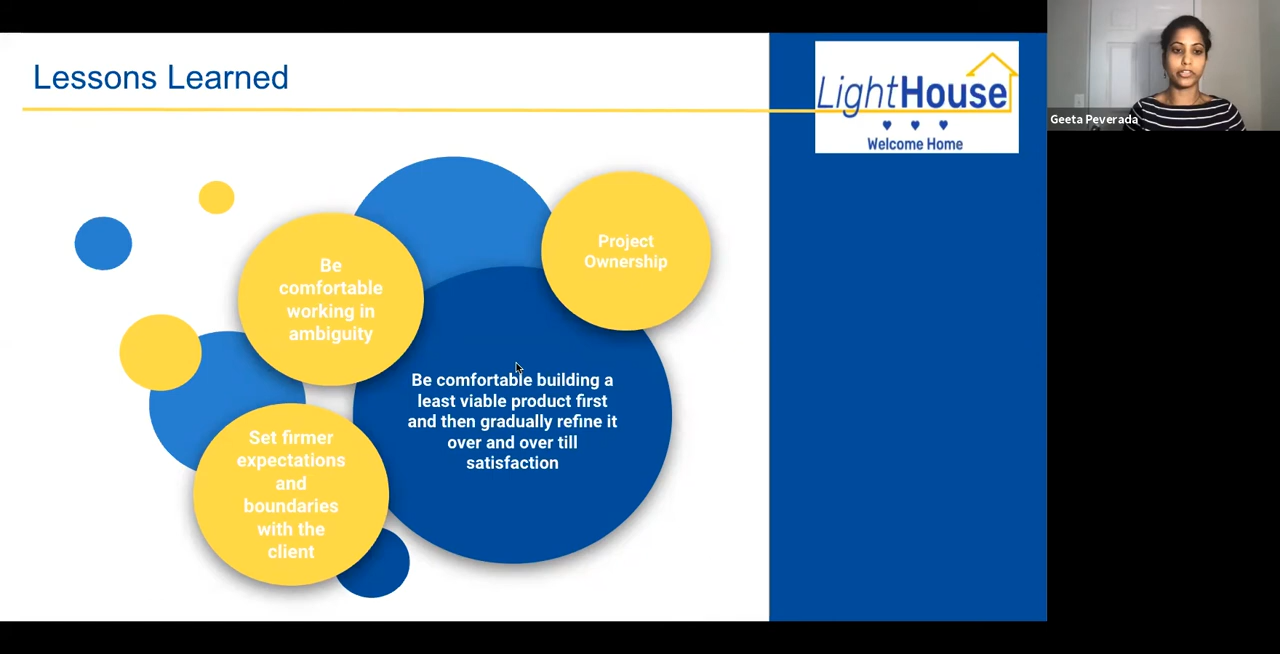 Lessons Learned
LightHouse
Welcome Home
Geeta Peverada
Be
comfortable
working in
ambiguity
Project
Ownership
Be comfortable building a
least viable product first
and then gradually refine it
over and over till
satisfaction
Set firmer
expectations
and
boundaries
with the
client